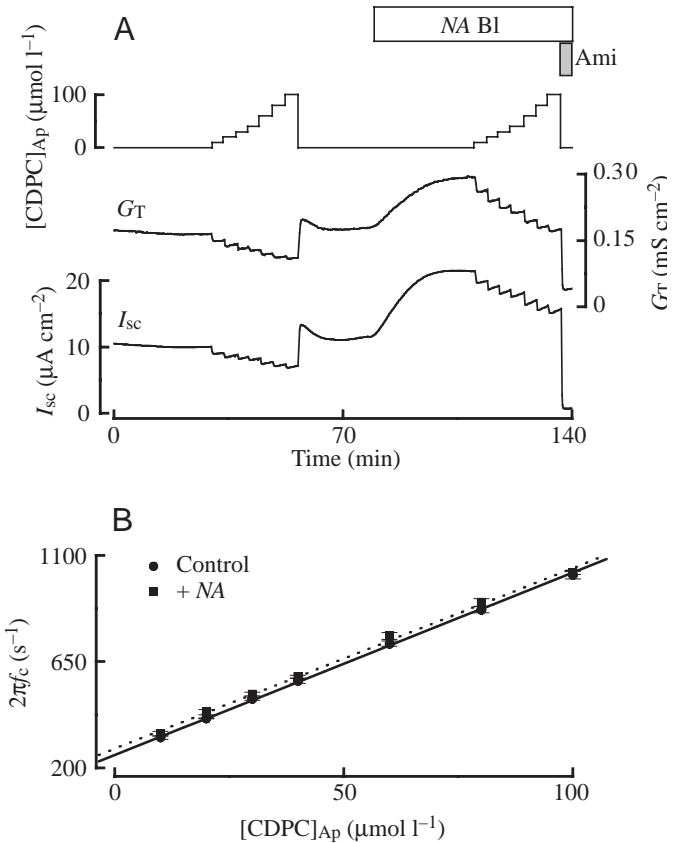 A
NA Bl
Ami
[CDPC]Ap (µmol l–1)
100
0
GT
0.30
0.15
0
GT (mS cm–2)
Isc
20
10
0
Isc (µA cm–2)
0
70
140
Time (min)
B
Control
+ NA
1100
650
200
2πfc (s–1)
0
50
100
[CDPC]Ap (µmol l–1)